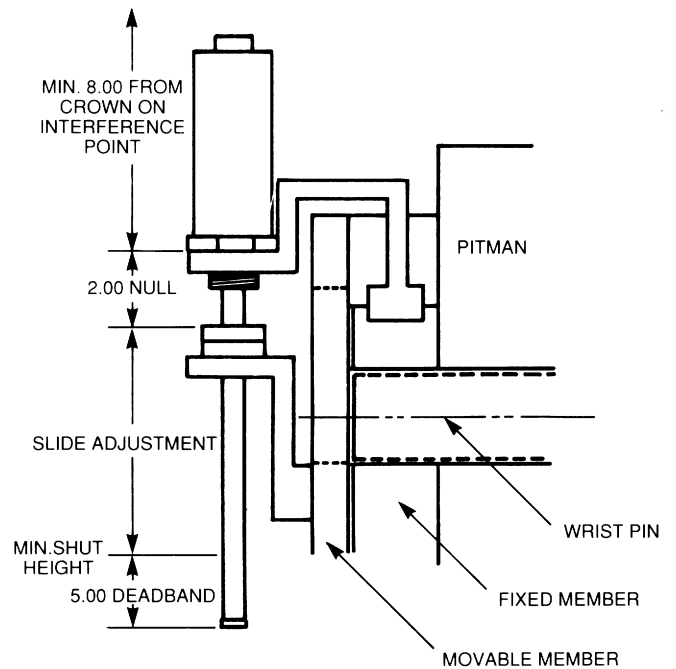 MIN. 8.00 FROM
CROWN ON
INTERFERENCE
POINT
PITMAN
2.00 NULL
SLIDE ADJUSTMENT
WRIST PIN
MIN.SHUT
HEIGHT
5.00 DEADBAND
FIXED MEMBER
MOVABLE MEMBER